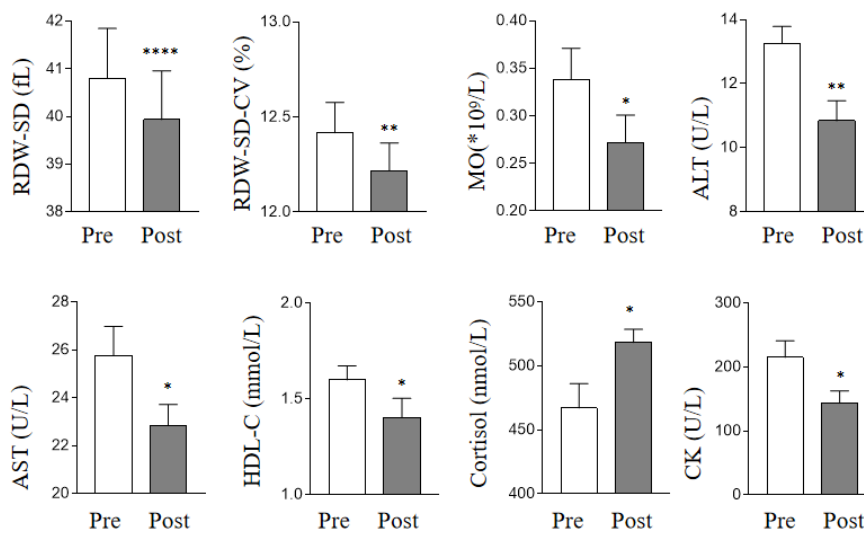 RDW-SD (fL)
42
41
40
39
38
****
Pre Post
RDW-SD-CV (%)
13.0
12.5
12.0
**
Pre Post
MO(*10⁹/L)
0.40
0.35
0.30
0.25
0.20
*
Pre Post
ALT (U/L)
14
12
10
8
**
Pre Post
AST (U/L)
28
26
24
22
20
*
Pre Post
HDL-C (mmol/L)
2.0
1.5
1.0
*
Pre Post
Cortisol (nmol/L)
550
500
450
400
*
Pre Post
CK (U/L)
300
200
100
0
*
Pre Post